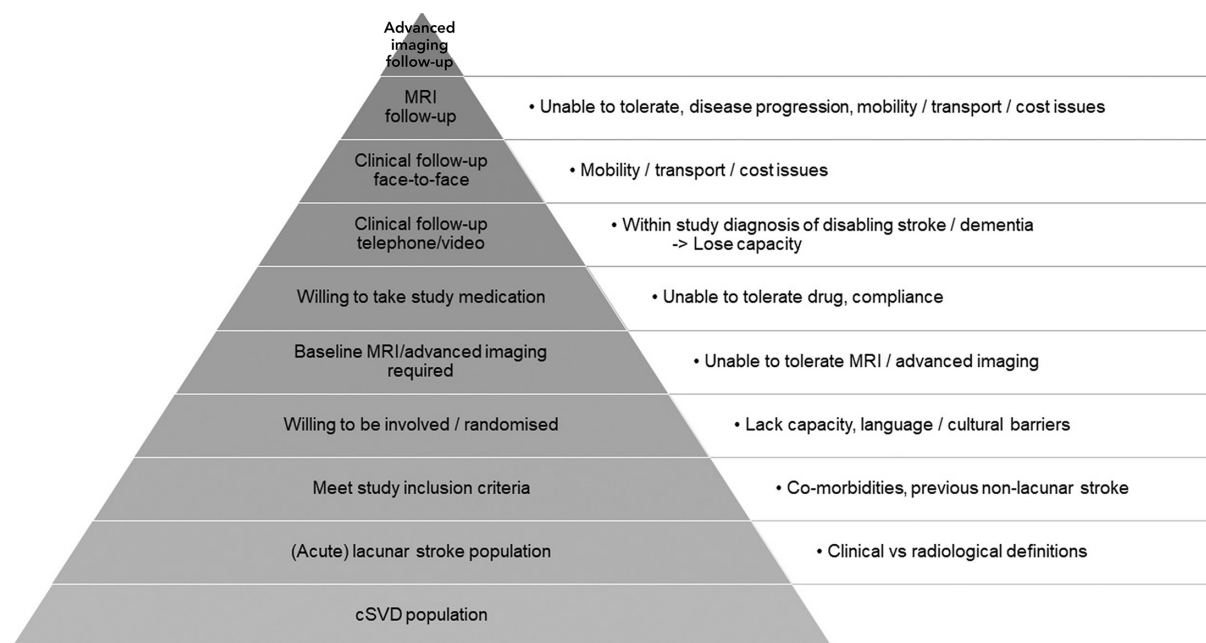 Advanced
imaging
follow-up
MRI
follow-up
• Unable to tolerate, disease progression, mobility / transport / cost issues
Clinical follow-up
face-to-face
• Mobility / transport / cost issues
Clinical follow-up
telephone/video
• Within study diagnosis of disabling stroke / dementia
-> Lose capacity
Willing to take study medication
• Unable to tolerate drug, compliance
Baseline MRI/advanced imaging
required
• Unable to tolerate MRI / advanced imaging
Willing to be involved / randomised
• Lack capacity, language / cultural barriers
Meet study inclusion criteria
• Co-morbidities, previous non-lacunar stroke
(Acute) lacunar stroke population
• Clinical vs radiological definitions
cSVD population